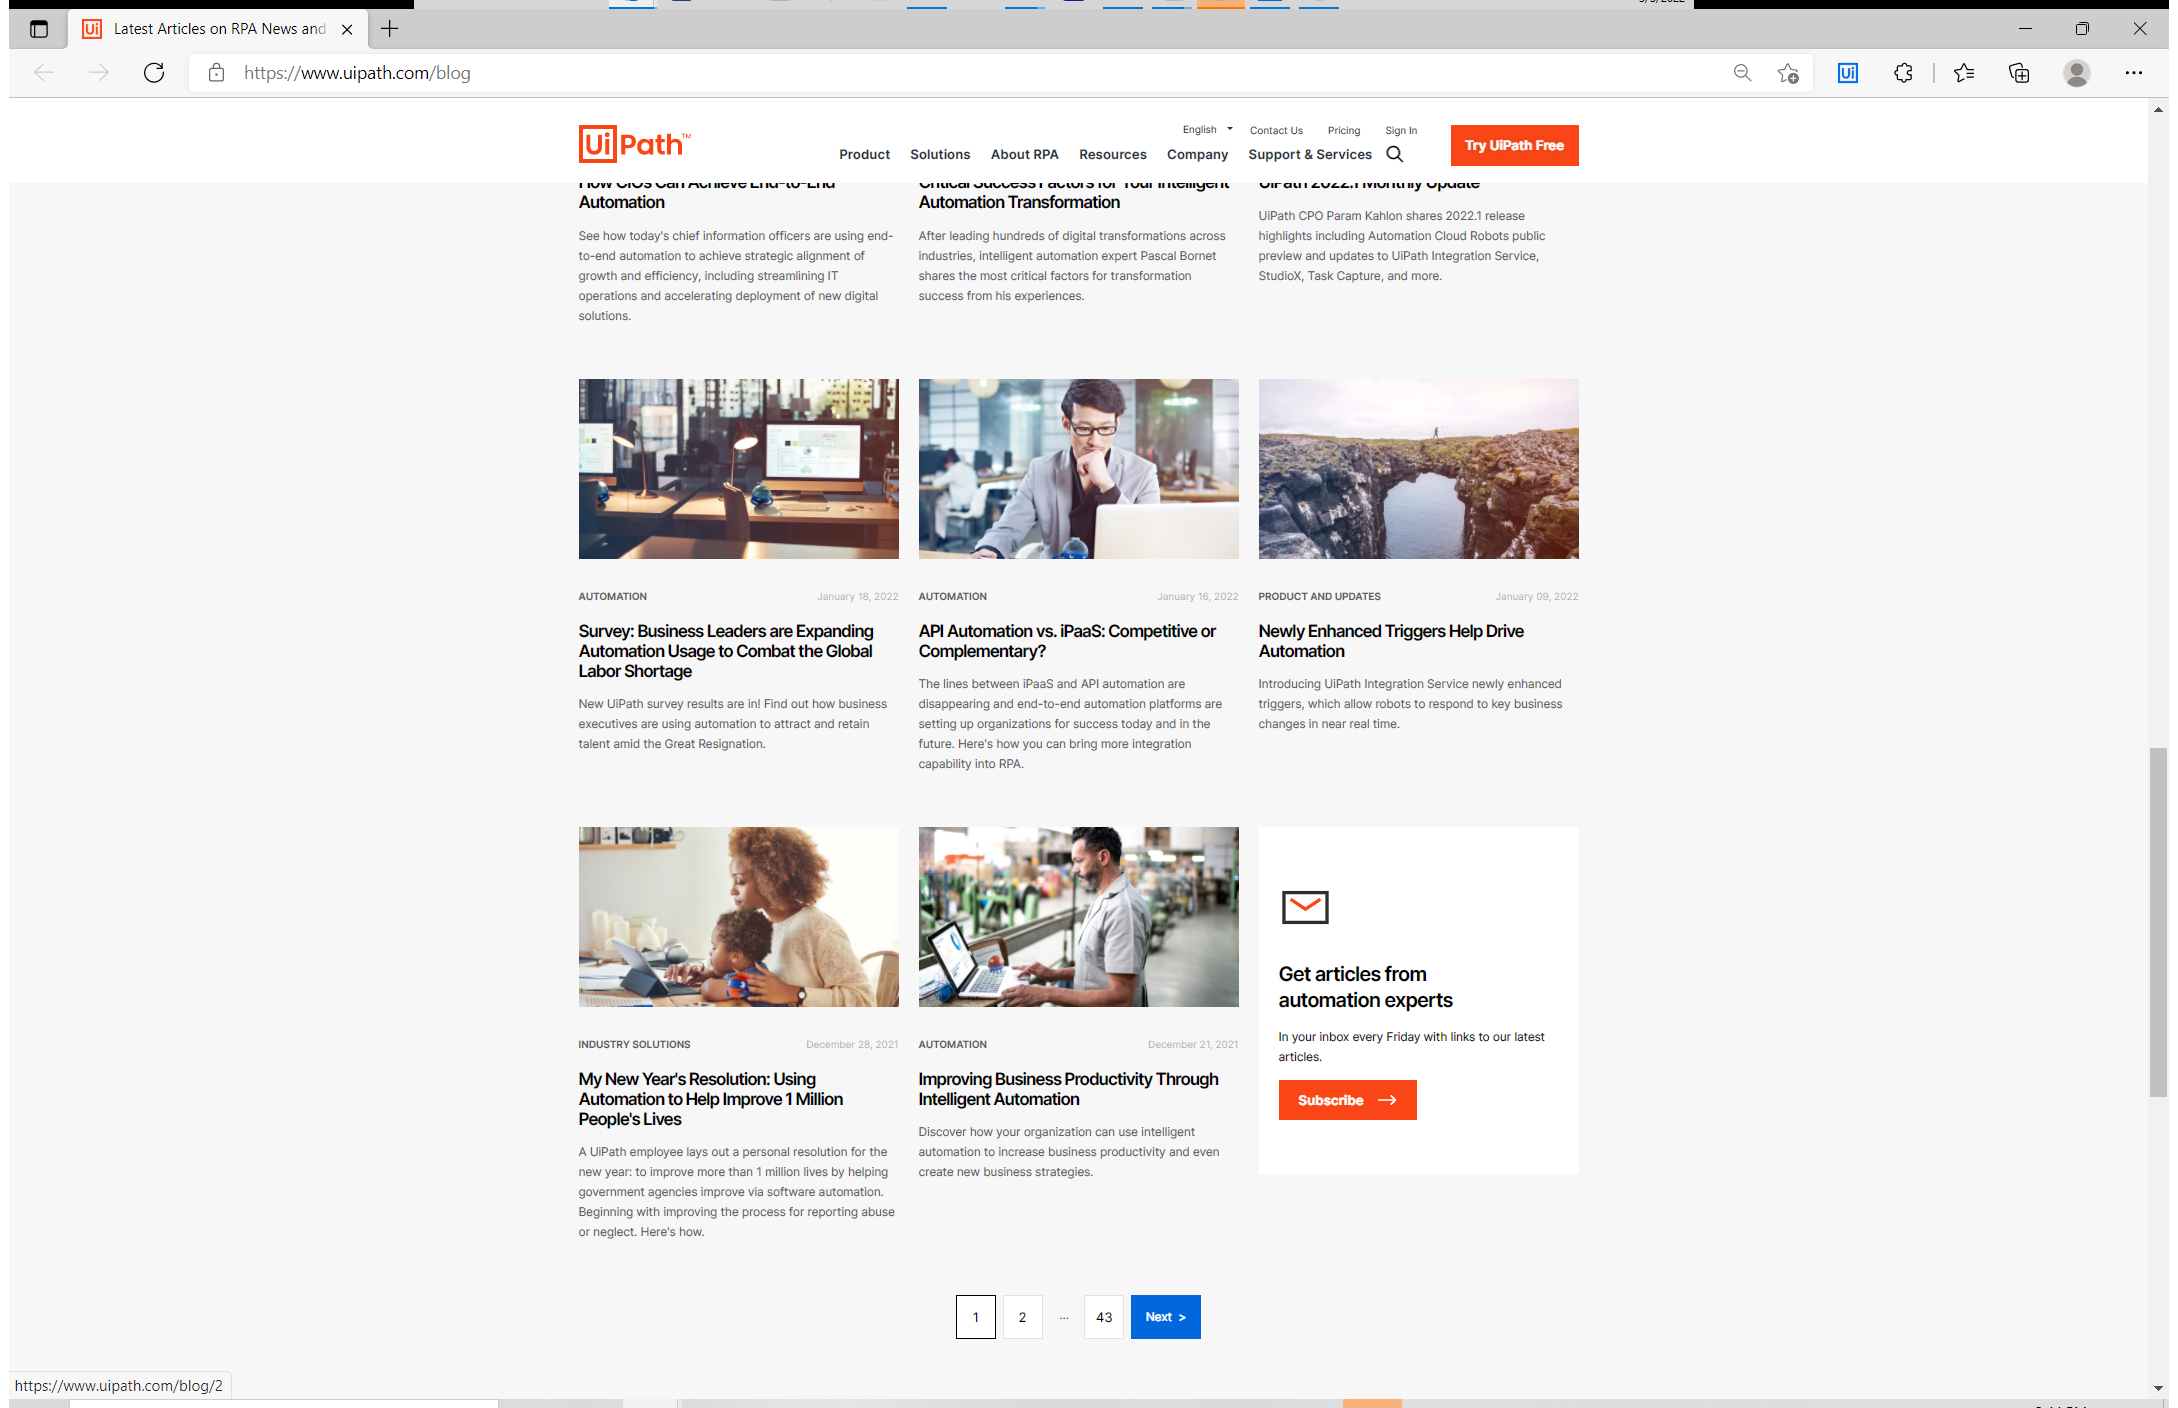 Latest Articles on RPA News and
https://www.uipath.com/blog
UiPath™
English
Contact Us
Pricing
Sign In
Product
Solutions
About RPA
Resources
Company
Support & Services
Try UiPath Free
How CIOs Can Achieve End-to-End
Automation
See how today's chief information officers are using end-
to-end automation to achieve strategic alignment of
growth and efficiency, including streamlining IT
operations and accelerating deployment of new digital
solutions.
Critical Success Factors for Your Intelligent
Automation Transformation
After leading hundreds of digital transformations across
industries, intelligent automation expert Pascal Bornet
shares the most critical factors for transformation
success from his experiences.
UiPath 2022.1 Monthly Update
UiPath CPO Param Kahlon shares 2022.1 release
highlights including Automation Cloud Robots public
preview and updates to UiPath Integration Service,
StudioX, Task Capture, and more.
AUTOMATION
January 18, 2022
Survey: Business Leaders are Expanding
Automation Usage to Combat the Global
Labor Shortage
New UiPath survey results are in! Find out how business
executives are using automation to attract and retain
talent amid the Great Resignation.
AUTOMATION
January 16, 2022
API Automation vs. iPaaS: Competitive or
Complementary?
The lines between iPaaS and API automation are
disappearing and end-to-end automation platforms are
setting up organizations for success today and in the
future. Here's how you can bring more integration
capability into RPA.
PRODUCT AND UPDATES
January 09, 2022
Newly Enhanced Triggers Help Drive
Automation
Introducing UiPath Integration Service newly enhanced
triggers, which allow robots to respond to key business
changes in near real time.
INDUSTRY SOLUTIONS
December 28, 2021
My New Year's Resolution: Using
Automation to Help Improve 1 Million
People's Lives
A UiPath employee lays out a personal resolution for the
new year: to improve more than 1 million lives by helping
government agencies improve via software automation.
Beginning with improving the process for reporting abuse
or neglect. Here's how.
AUTOMATION
December 21, 2021
Improving Business Productivity Through
Intelligent Automation
Discover how your organization can use intelligent
automation to increase business productivity and even
create new business strategies.
Get articles from
automation experts
In your inbox every Friday with links to our latest
articles.
Subscribe →
1
2
...
43
Next >
https://www.uipath.com/blog/2